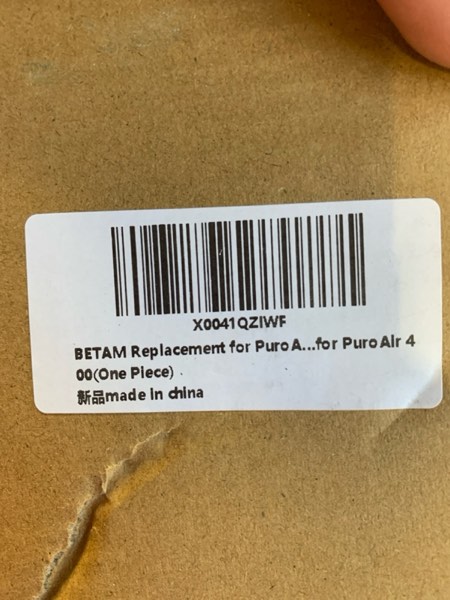 X0041QZIWF
BETAM Replacement for Puro A...for Puro Air 4
00(One Piece)
新品made in china